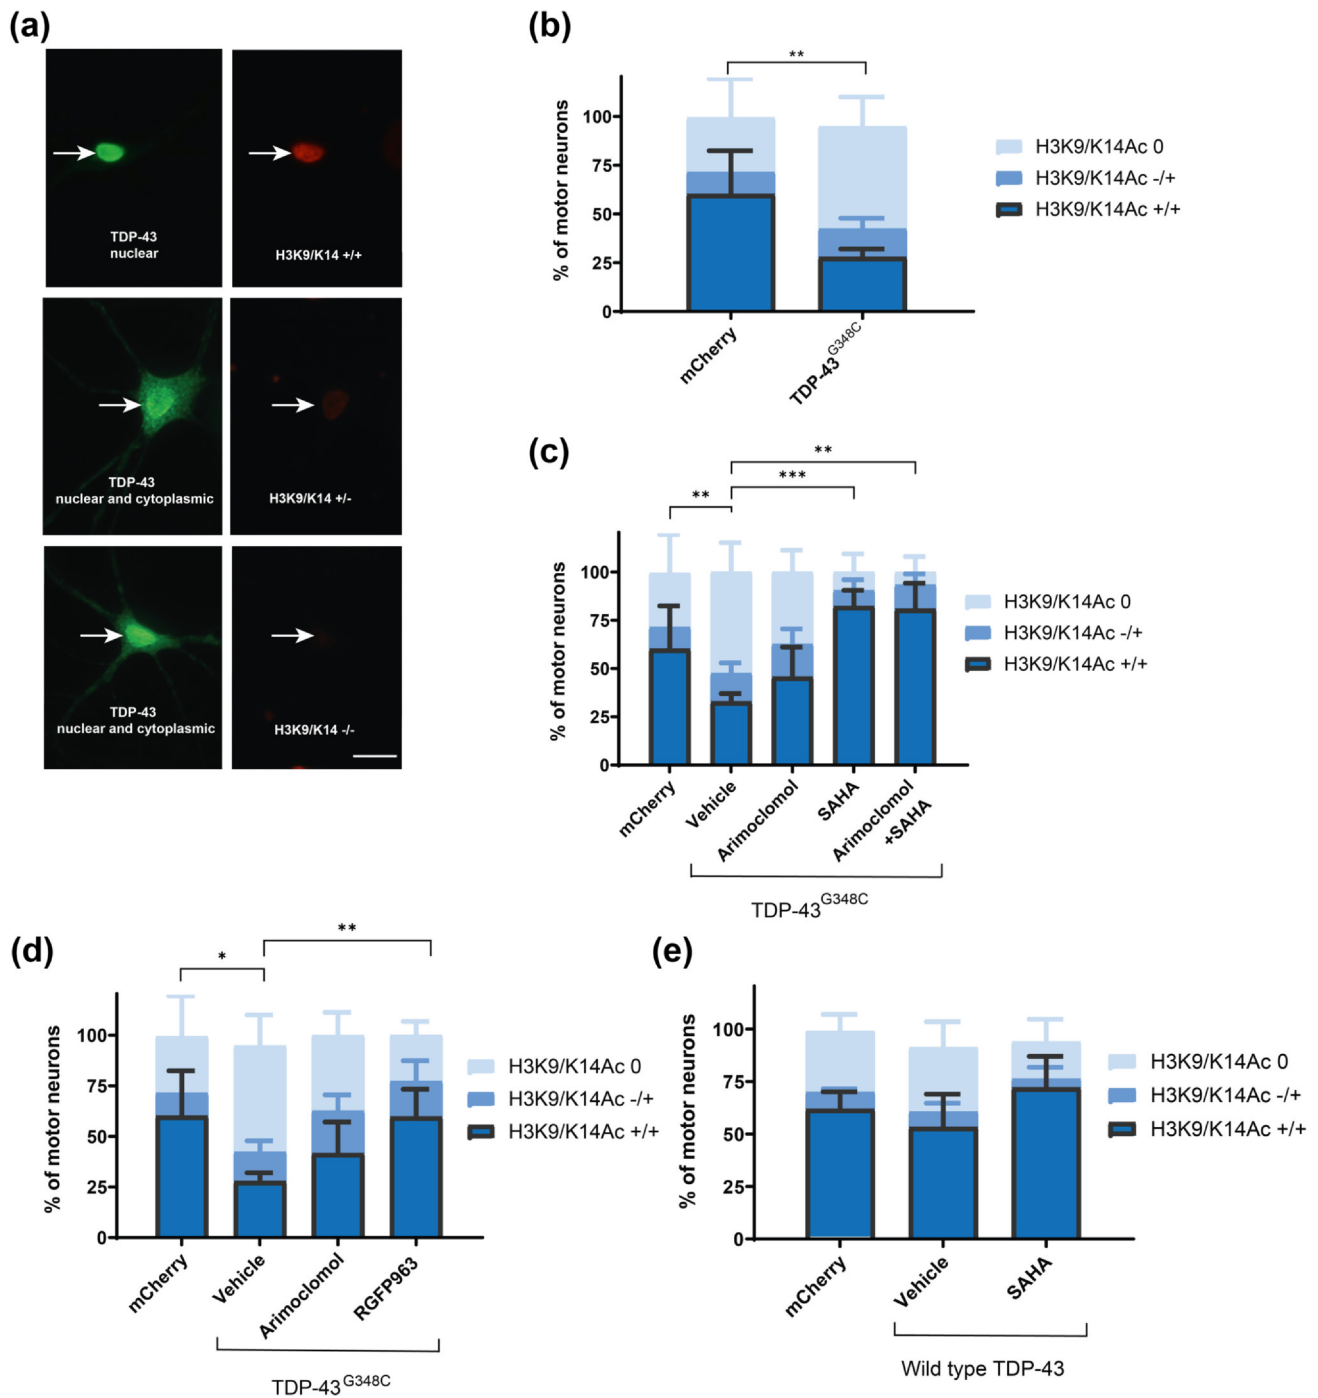 (a)
TDP-43
nuclear
H3K9/K14 +/+
TDP-43
nuclear and cytoplasmic
H3K9/K14 +/-
TDP-43
nuclear and cytoplasmic
H3K9/K14 -/-
(b)
**
% of motor neurons
100
75
50
25
0
mCherry
TDP-43G348C
H3K9/K14Ac 0
H3K9/K14Ac -/+
H3K9/K14Ac +/+
(c)
**
***
**
% of motor neurons
100
75
50
25
0
mCherry
Vehicle
Arimoclomol
SAHA
Arimoclomol
+SAHA
TDP-43G348C
H3K9/K14Ac 0
H3K9/K14Ac -/+
H3K9/K14Ac +/+
(d)
**
*
% of motor neurons
100
75
50
25
0
mCherry
Vehicle
Arimoclomol
RGFP963
TDP-43G348C
H3K9/K14Ac 0
H3K9/K14Ac -/+
H3K9/K14Ac +/+
(e)
% of motor neurons
100
75
50
25
0
mCherry
Vehicle
SAHA
Wild type TDP-43
H3K9/K14Ac 0
H3K9/K14Ac -/+
H3K9/K14Ac +/+